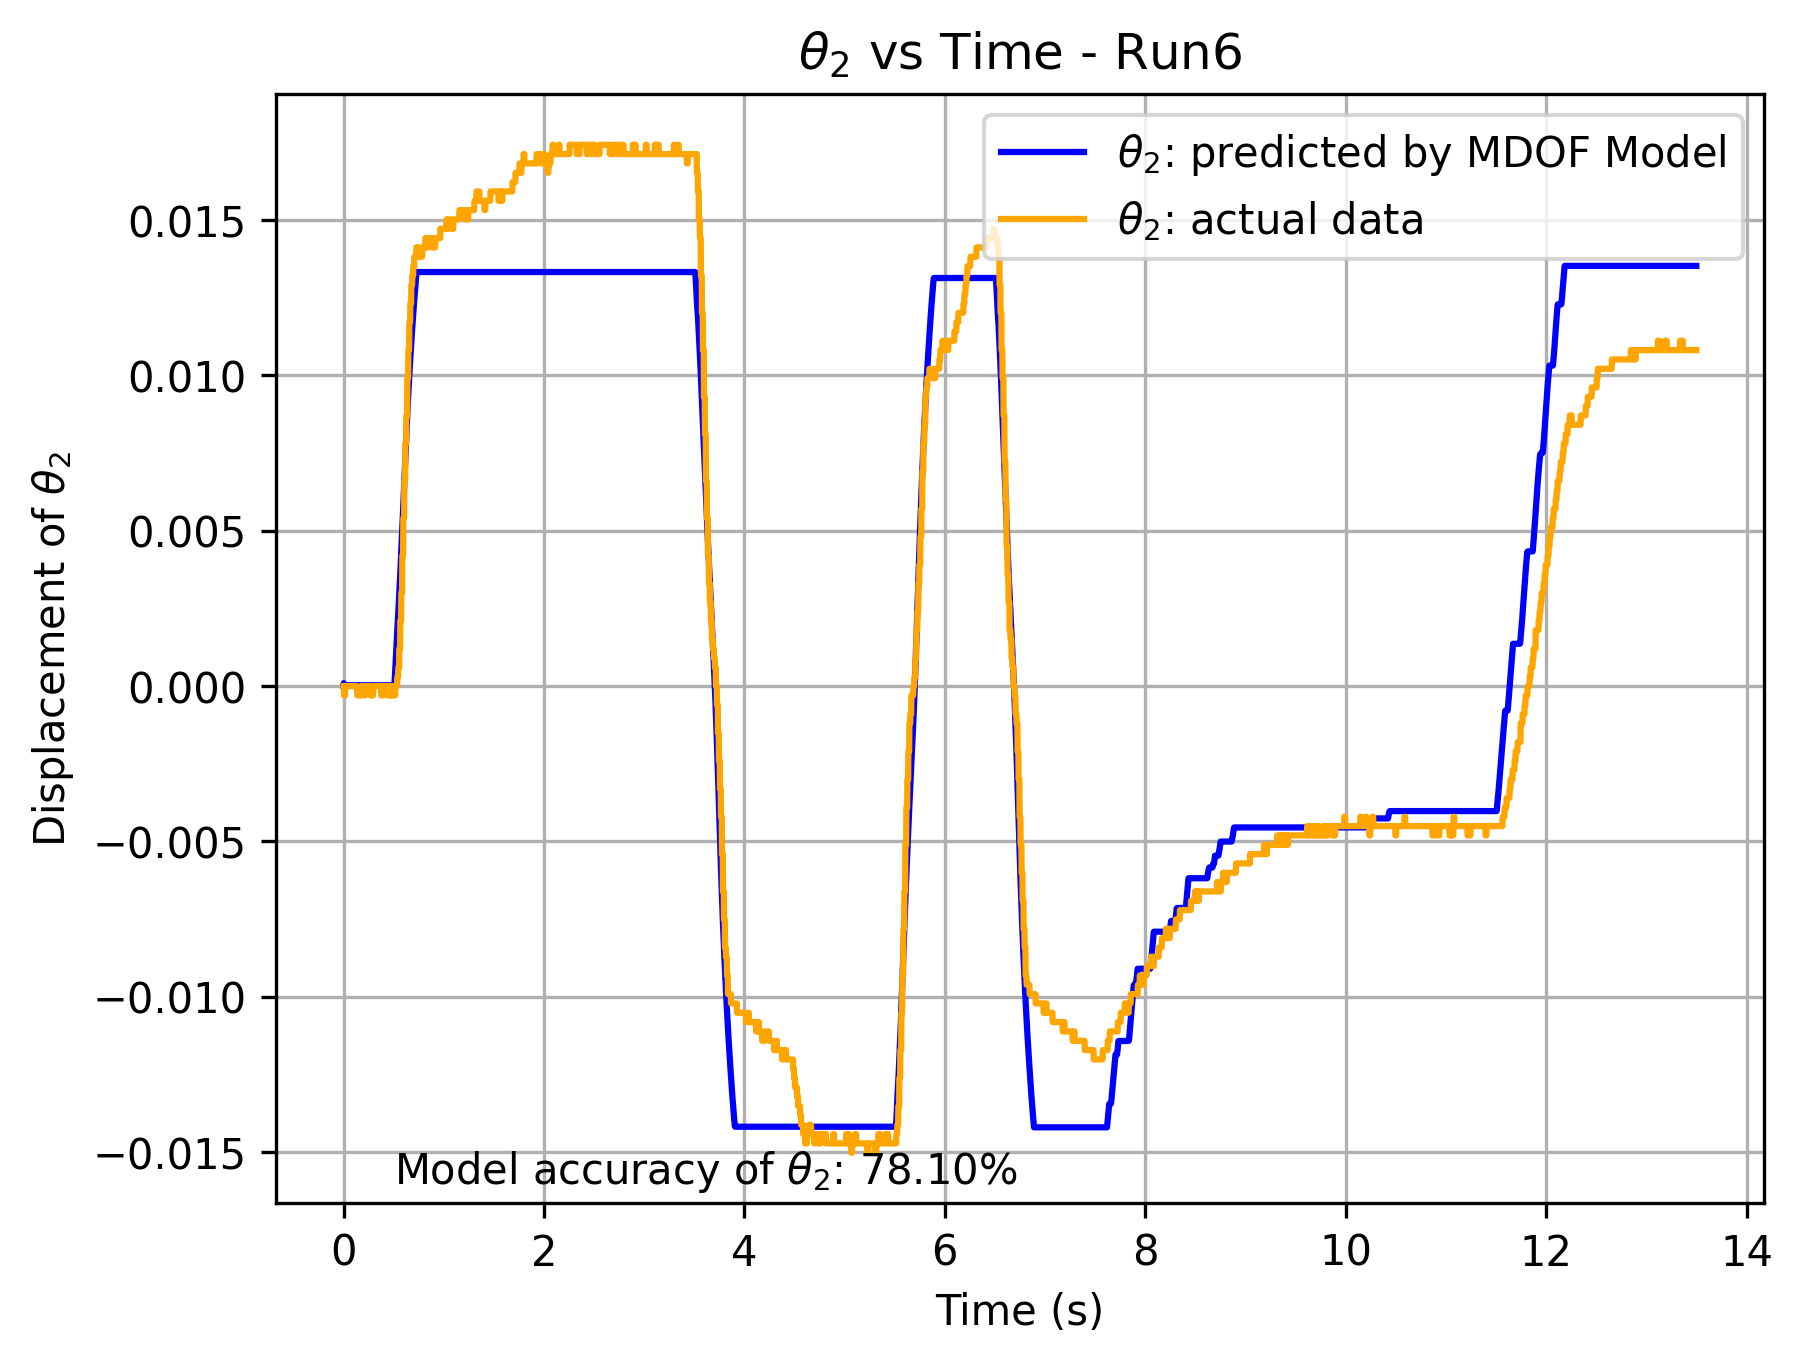 θ₂ vs Time - Run6
θ₂: predicted by MDOF Model
θ₂: actual data
Displacement of θ₂
0.015
0.010
0.005
0.000
−0.005
−0.010
−0.015
Model accuracy of θ₂: 78.10%
0 2 4 6 8 10 12 14
Time (s)